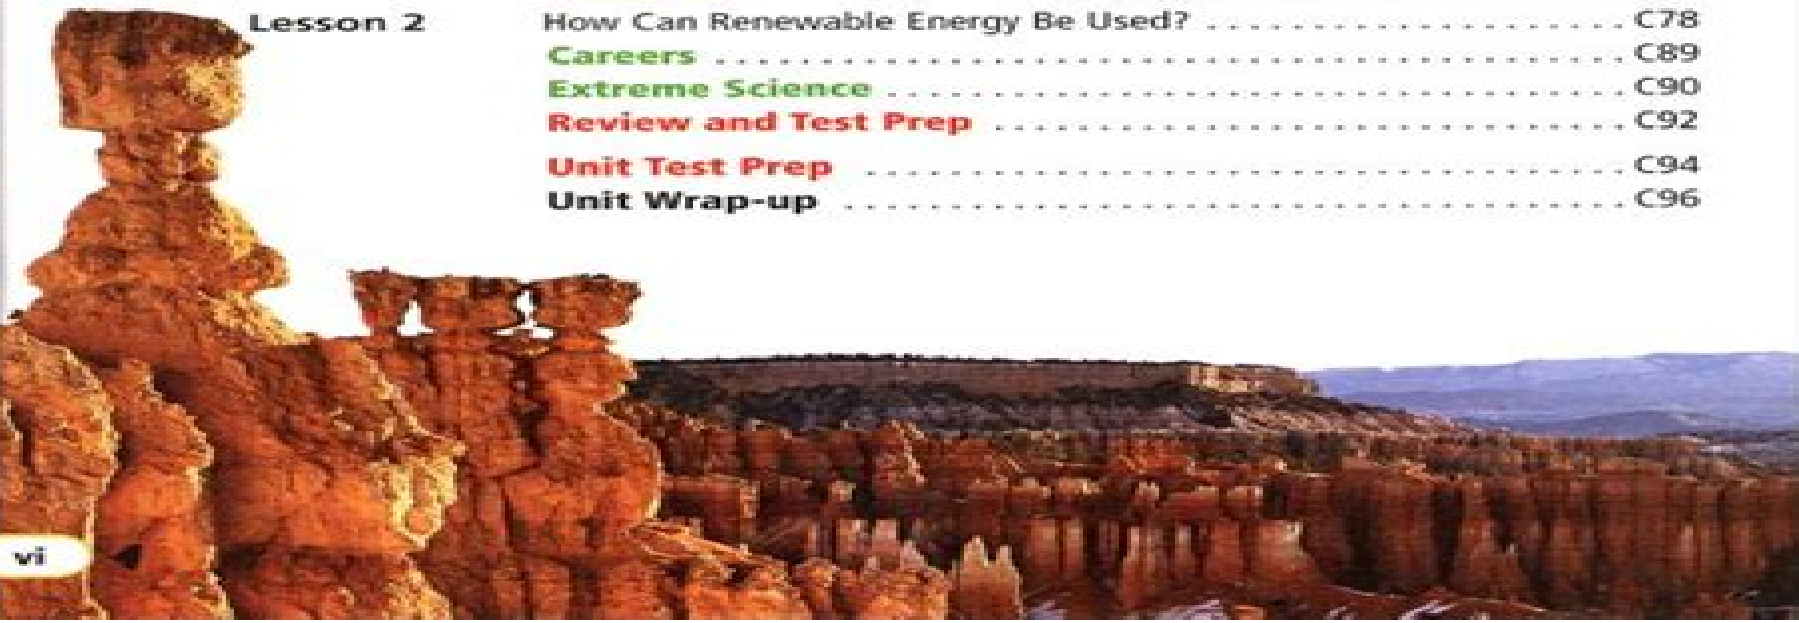 Lesson 2 How Can Renewable Energy Be Used? . . . . . . . . . . . . . . . . . . . . . . . . C78
Careers . . . . . . . . . . . . . . . . . . . . . . . . . . . . . . . . . . . . . . . . . . . . . . . . . . . C89
Extreme Science . . . . . . . . . . . . . . . . . . . . . . . . . . . . . . . . . . . . . . . . . . C90
Review and Test Prep . . . . . . . . . . . . . . . . . . . . . . . . . . . . . . . . . . . . C92
Unit Test Prep . . . . . . . . . . . . . . . . . . . . . . . . . . . . . . . . . . . . . . . . . . . C94
Unit Wrap-up . . . . . . . . . . . . . . . . . . . . . . . . . . . . . . . . . . . . . . . . . . . . C96
vi